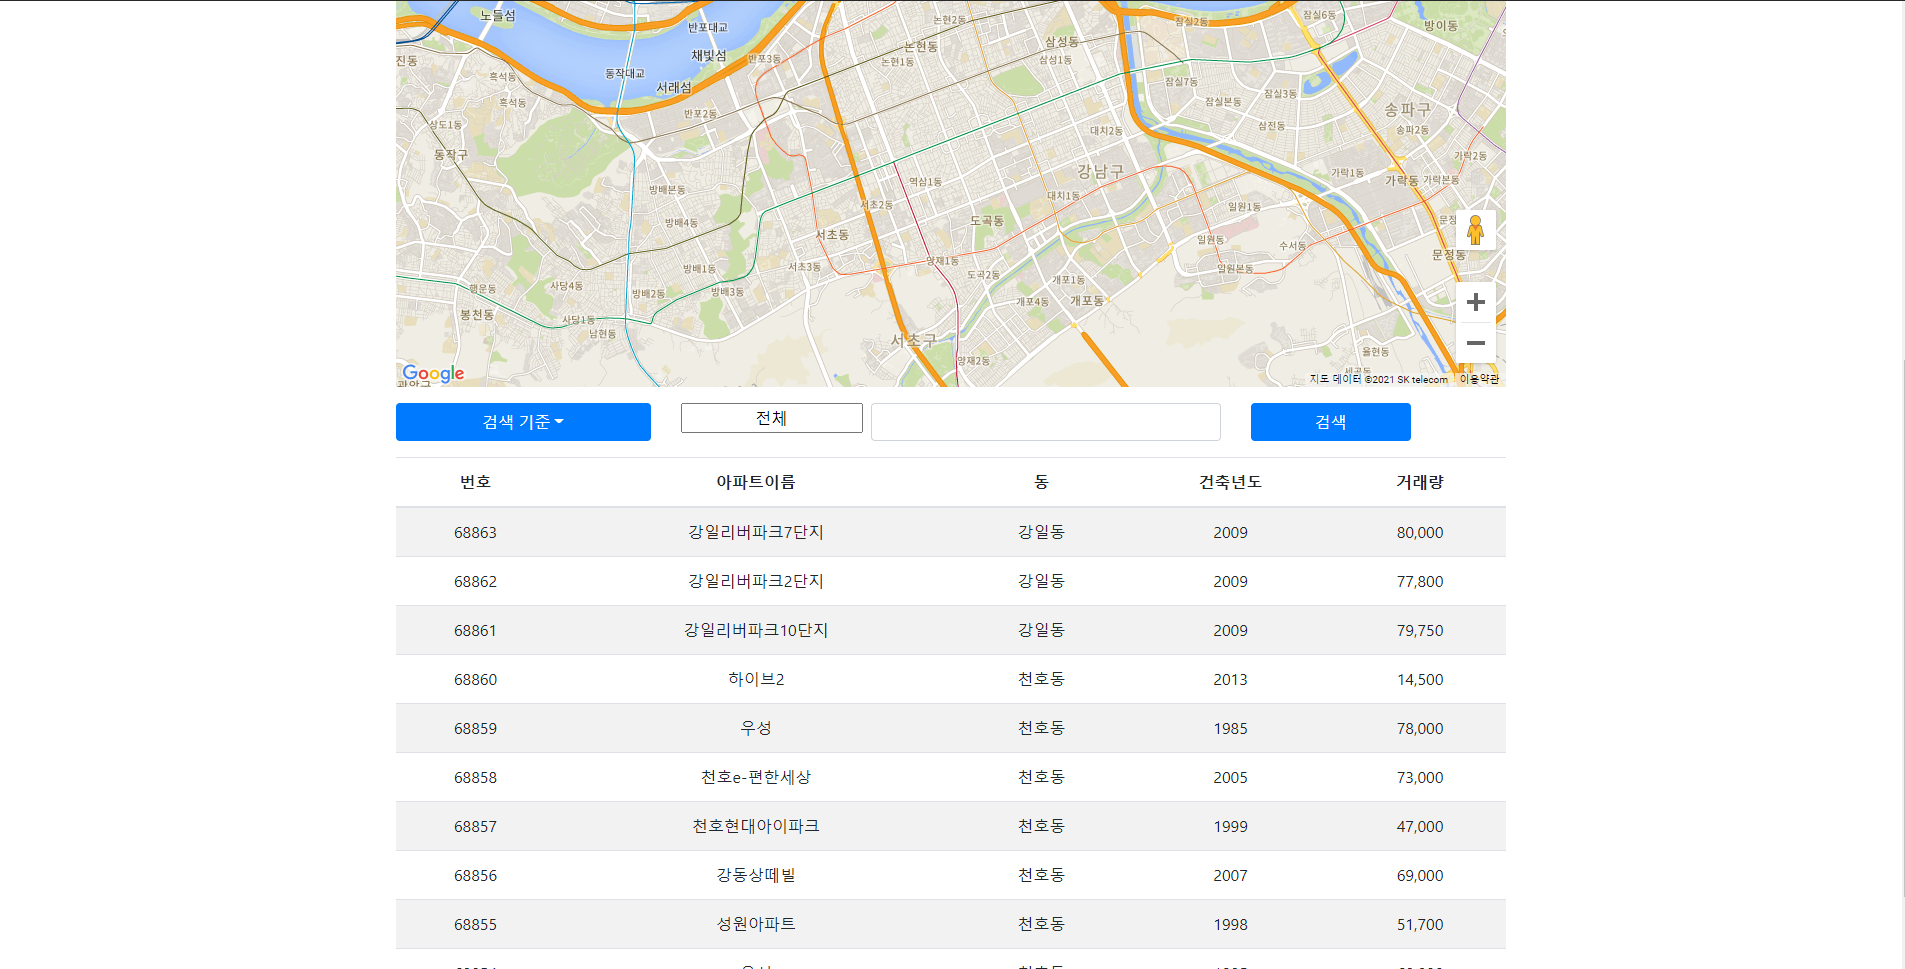 노들섬
반포대교
논현2동
잠실2동
잠실6동
방이동
진동
채빛섬
반포3동
논현동
삼성동
흑석동
동작대교
서래섬
논현1동
삼성1동
잠실7동
잠실본동
잠실3동
송파구
흑석동
반포2동
상도1동
대치2동
삼전동
송파2동
동작구
강남구
가락2동
방배본동
역삼1동
대치1동
가락1동
가락동
가락본동
방배4동
서초2동
도곡동
일원1동
서초동
일원동
수서동
문정동
방배1동
서초3동
양재1동
도곡2동
개포1동
일원본동
행운동
사당4동
방배2동
방배3동
개포4동
개포동
봉천동
사당1동
남현동
서초구
양재2동
율현동
세곡동
Google
관악구
지도 데이터 ©2021 SK telecom
이용약관
검색 기준
전체
검색
번호 아파트이름 동 건축년도 거래량
68863 강일리버파크7단지 강일동 2009 80,000
68862 강일리버파크2단지 강일동 2009 77,800
68861 강일리버파크10단지 강일동 2009 79,750
68860 하이브2 천호동 2013 14,500
68859 우성 천호동 1985 78,000
68858 천호e-편한세상 천호동 2005 73,000
68857 천호현대아이파크 천호동 1999 47,000
68856 강동상떼빌 천호동 2007 69,000
68855 성원아파트 천호동 1998 51,700